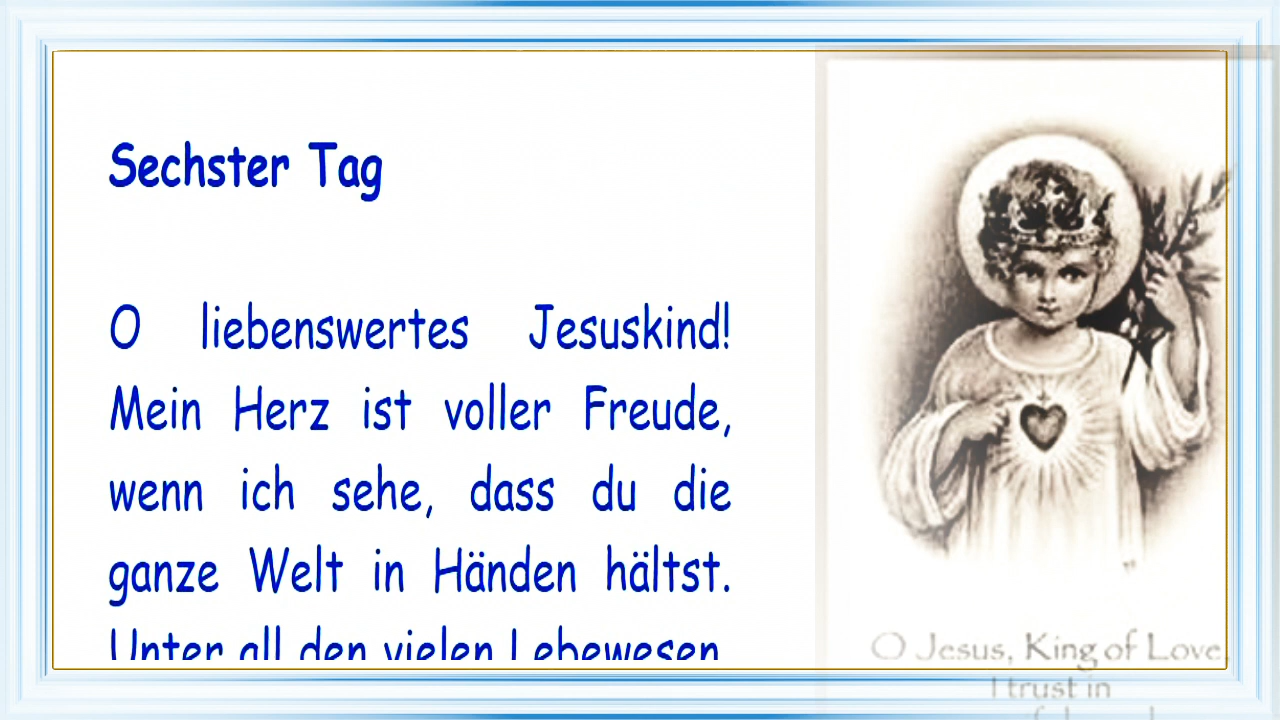 Sechster Tag
O liebenswertes Jesuskind!
Mein Herz ist voller Freude,
wenn ich sehe, dass du die
ganze Welt in Händen hältst.
Unter all den vielen Lebewesen
O Jesus, King of Love,
I trust in